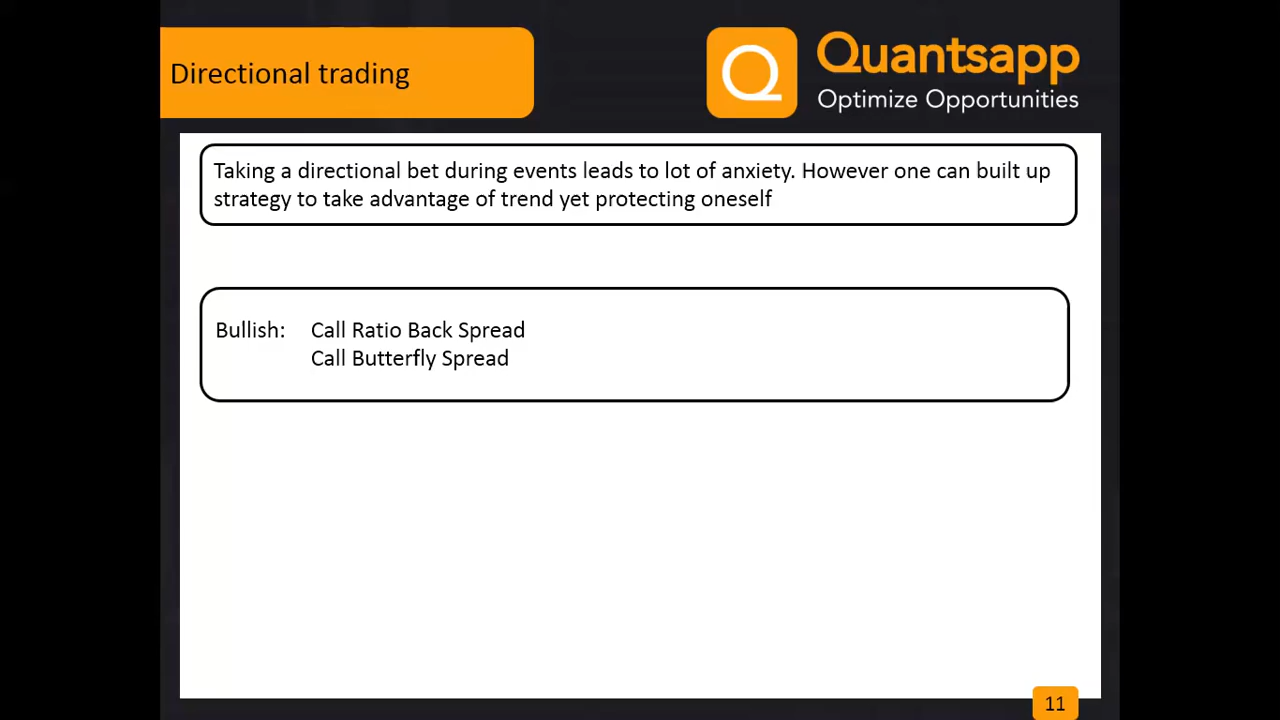 Directional trading
Q
Quantsapp
Optimize Opportunities
Taking a directional bet during events leads to lot of anxiety. However one can built up
strategy to take advantage of trend yet protecting oneself
Bullish: Call Ratio Back Spread
Call Butterfly Spread
11